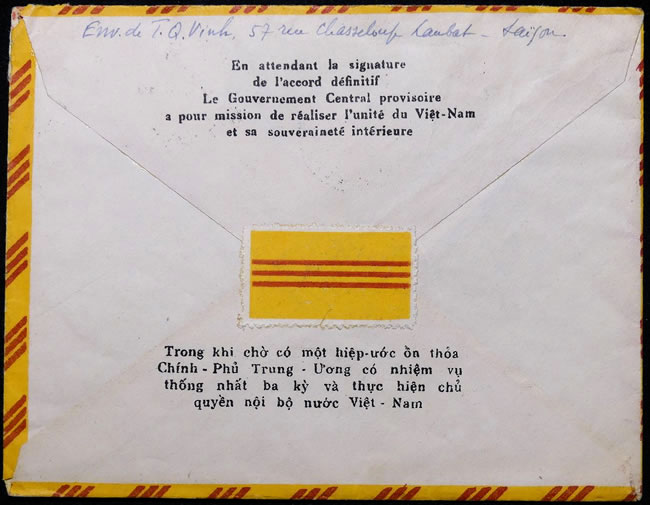 Env. de T. Q. Vinh, 57 rue Chasseloup Laubat - Saigon
En attendant la signature
de l'accord définitif
Le Gouvernement Central provisoire
a pour mission de réaliser l'unité du Việt-Nam
et sa souveraineté intérieure
Trong khi chờ có một hiệp-ước ổn thỏa
Chính - Phủ Trung - Ương có nhiệm vụ
thống nhất ba kỳ và thực hiện chủ
quyền nội bộ nước Việt - Nam